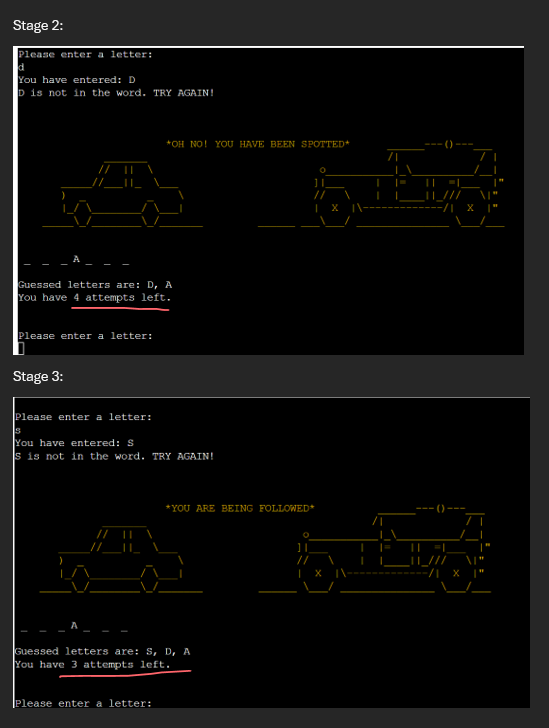 Stage 2:
Please enter a letter:
d
You have entered: D
D is not in the word. TRY AGAIN!
*OH NO! YOU HAVE BEEN SPOTTED*
_ _ _ A _ _ _
Guessed letters are: D, A
You have 4 attempts left.
Please enter a letter:
Stage 3:
Please enter a letter:
s
You have entered: S
S is not in the word. TRY AGAIN!
*YOU ARE BEING FOLLOWED*
_ _ _ A _ _ _
Guessed letters are: S, D, A
You have 3 attempts left.
Please enter a letter: